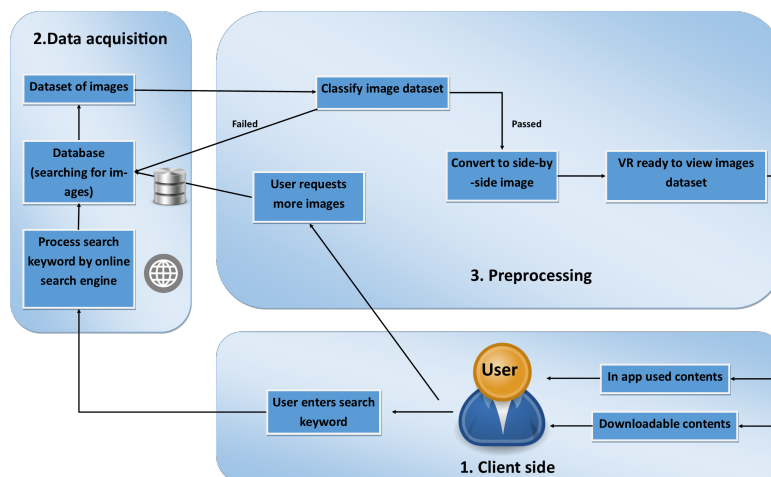 2.Data acquisition
Dataset of images
Database
(searching for im-
ages)
Process search
keyword by online
search engine
Classify image dataset
Failed
Passed
User requests
more images
Convert to side-by
-side image
VR ready to view images
dataset
3. Preprocessing
User
In app used contents
Downloadable contents
User enters search
keyword
1. Client side